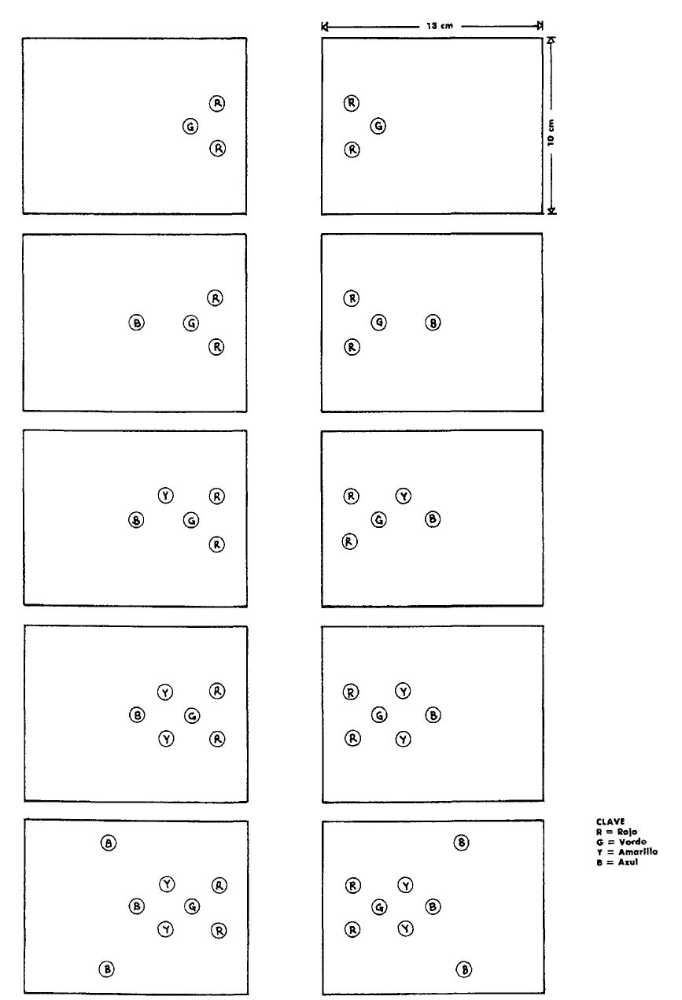 13 cm
R R
G G
R R
10 cm
R R
B G G B
R R
Y R R Y
B G G B
R R
Y R R Y
B G G B
Y R R Y
CLAVE
R = Rojo
G = Verde
Y = Amarillo
B = Azul
B B
Y R R Y
B G G B
Y R R Y
B B